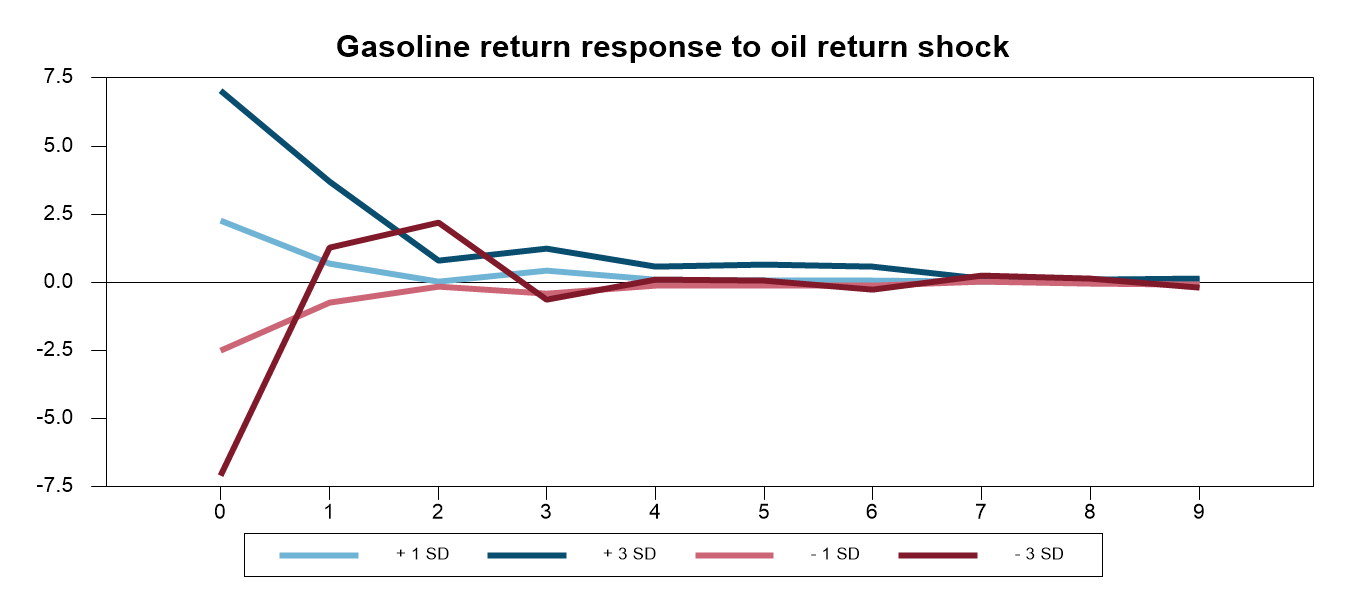 Gasoline return response to oil return shock
7.5
5.0
2.5
0.0
-2.5
-5.0
-7.5
0 1 2 3 4 5 6 7 8 9
+ 1 SD + 3 SD - 1 SD - 3 SD